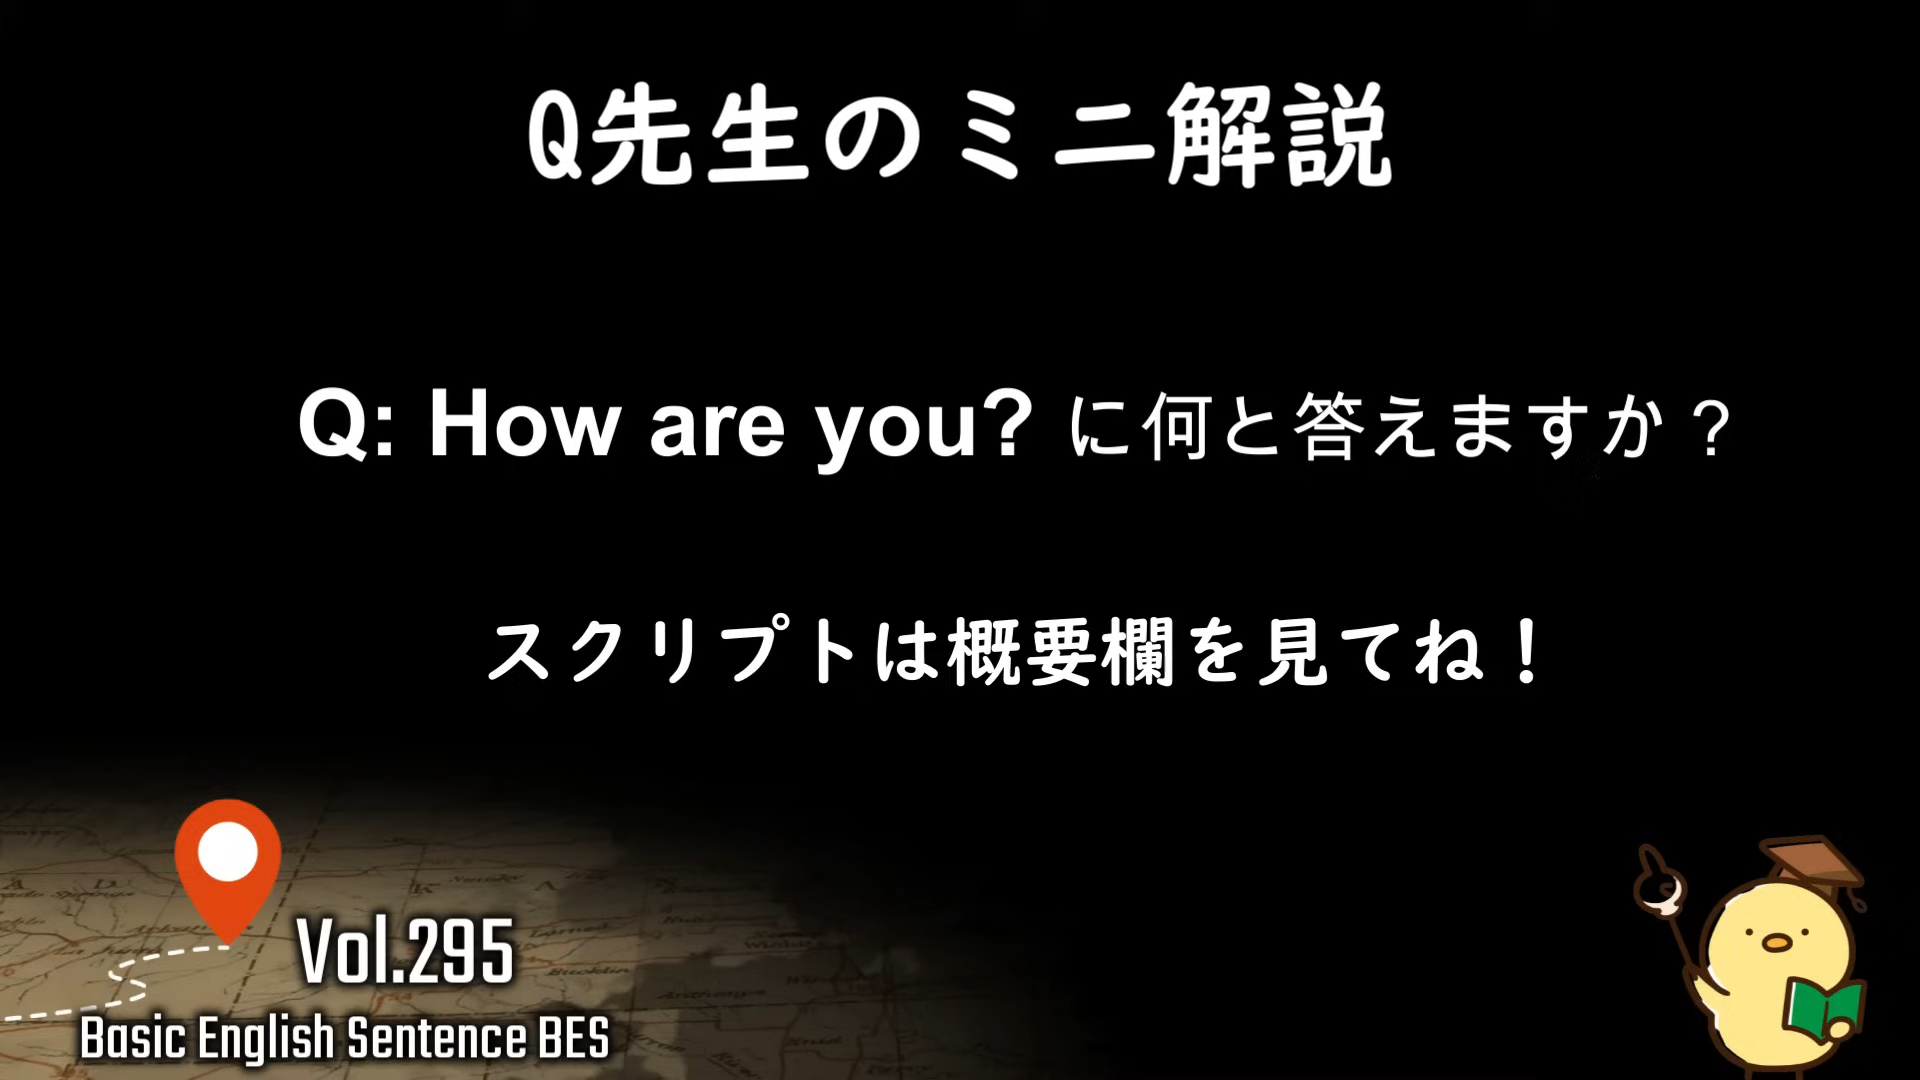 Q先生のミニ解説
Q: How are you? に何と答えますか？
スクリプトは概要欄を見てね！
Vol.295
Basic English Sentence BES